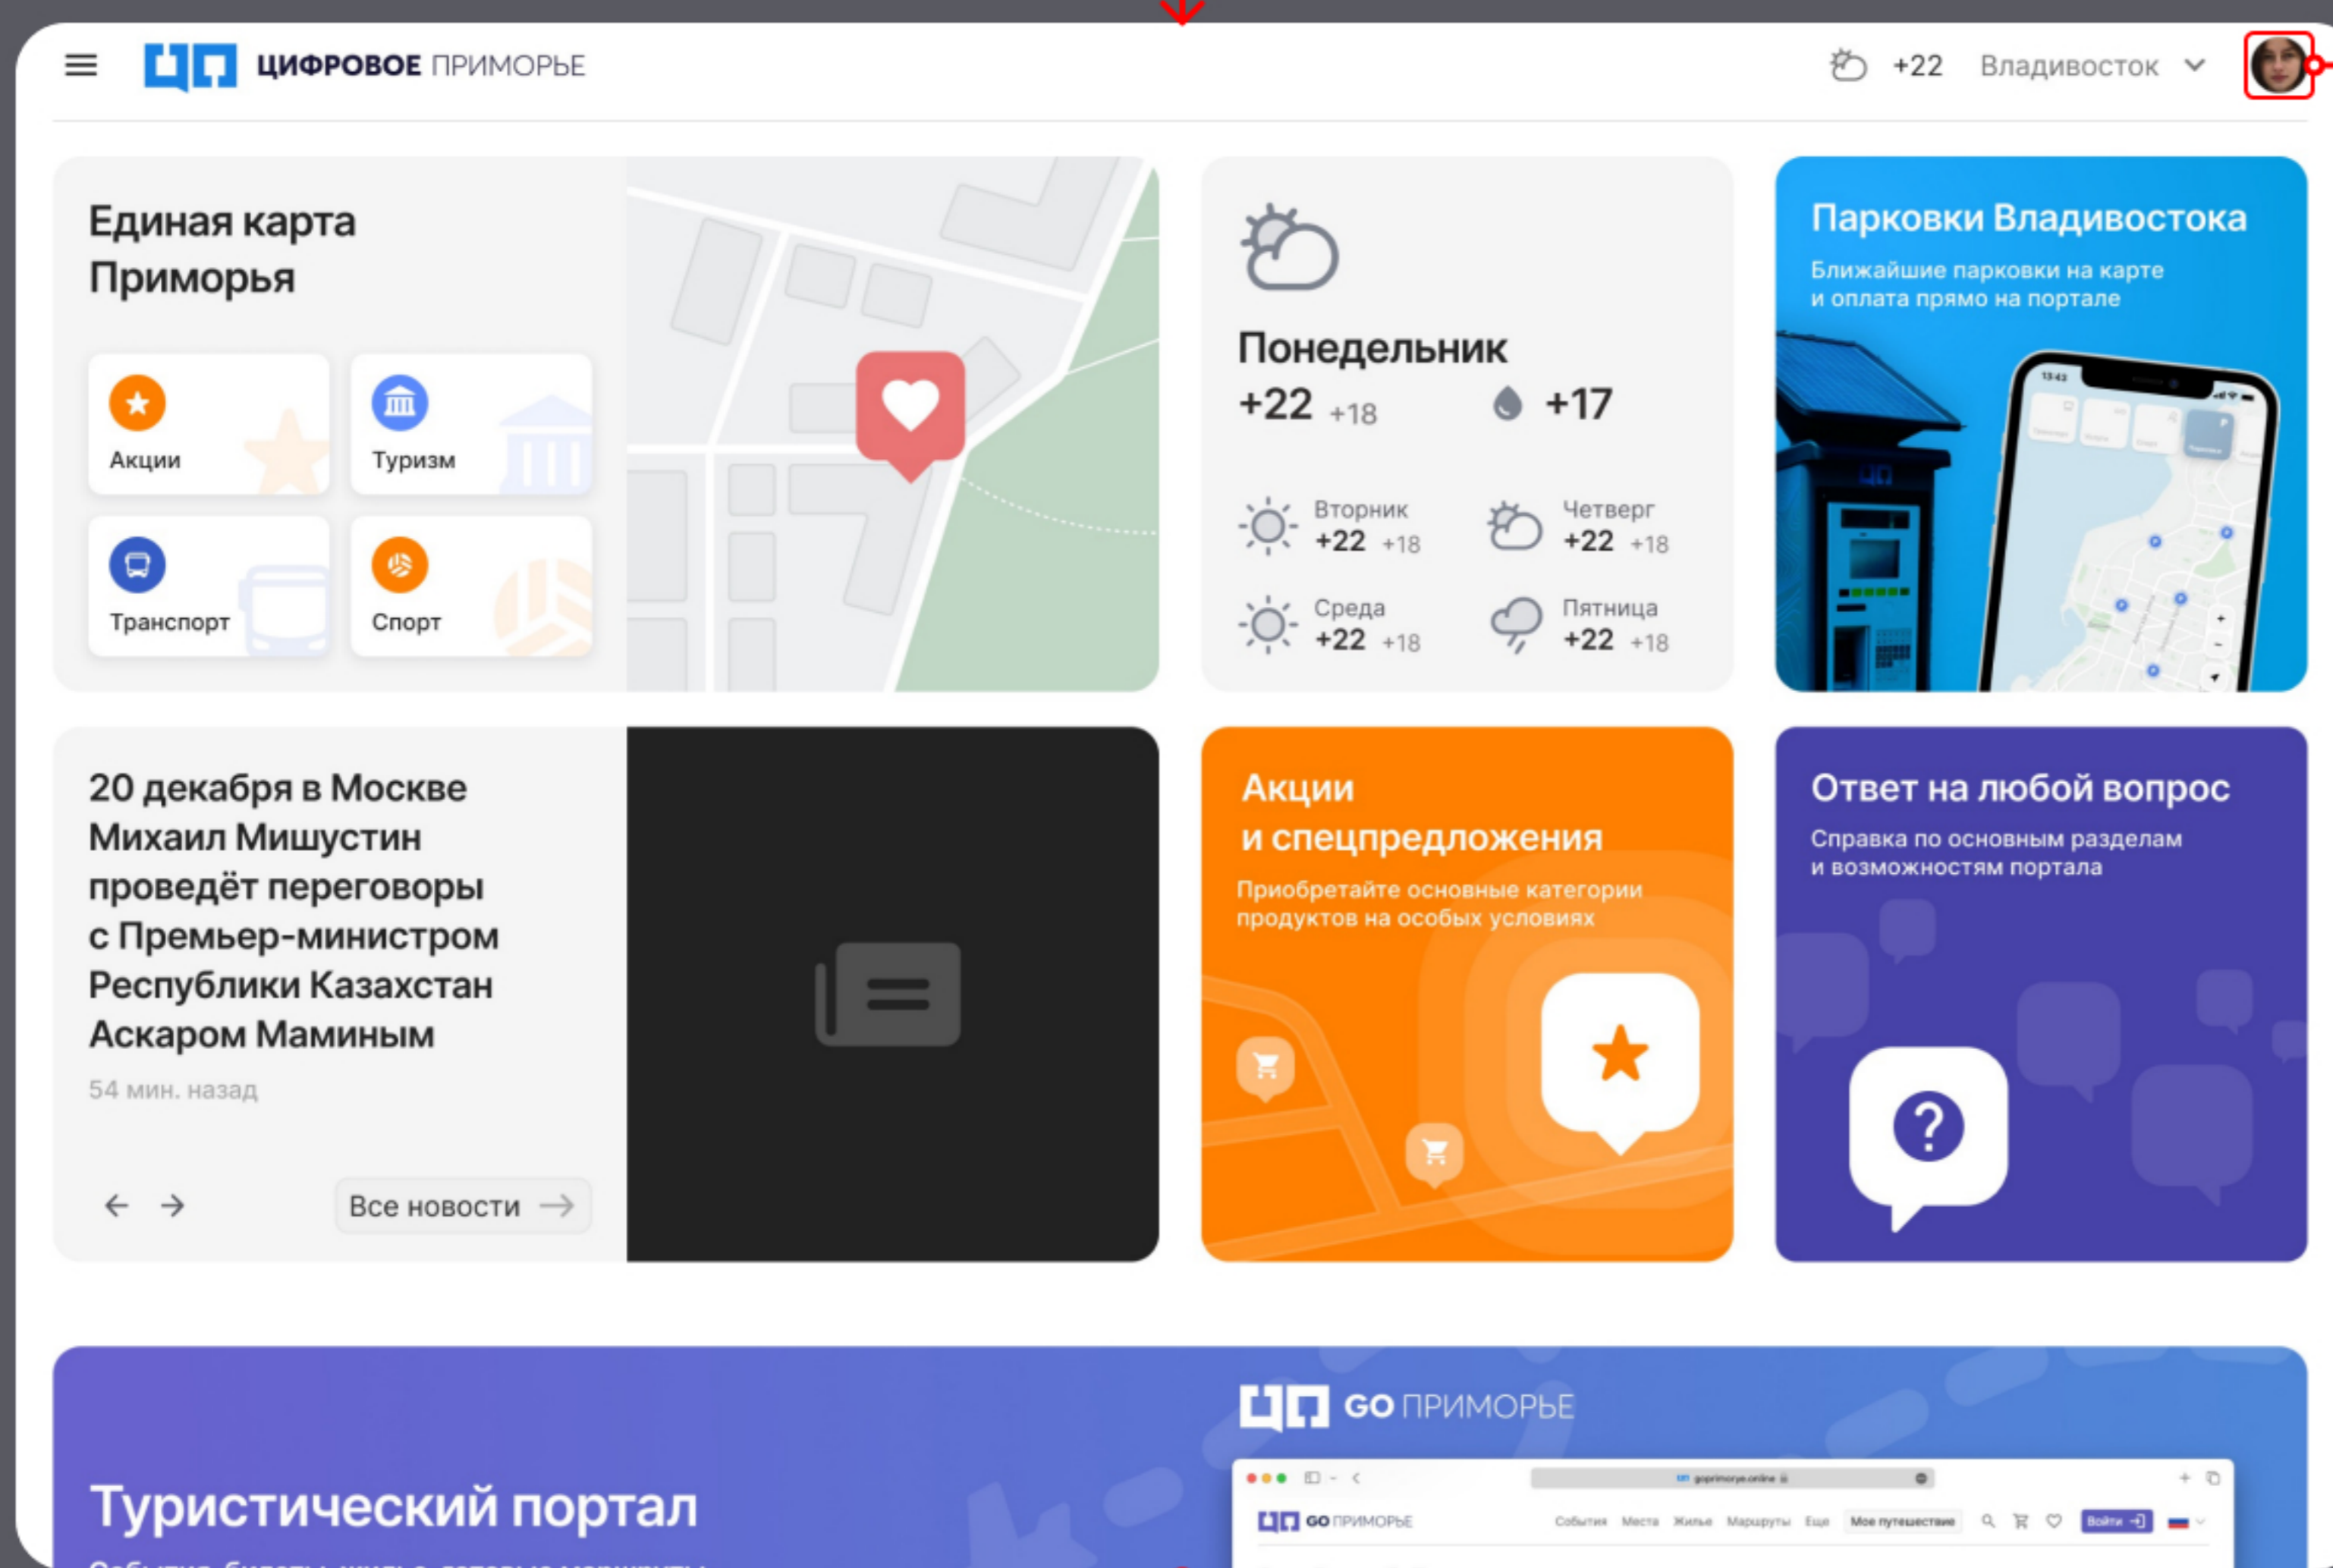 ЦИФРОВОЕ ПРИМОРЬЕ
+22 Владивосток
Единая карта
Приморья
Акции
Туризм
Транспорт
Спорт
Понедельник
+22 +18 +17
Вторник
+22 +18
Четверг
+22 +18
Среда
+22 +18
Пятница
+22 +18
Парковки Владивостока
Ближайшие парковки на карте
и оплата прямо на портале
13:43
20 декабря в Москве
Михаил Мишустин
проведёт переговоры
с Премьер-министром
Республики Казахстан
Аскаром Маминым
54 мин. назад
Все новости
Акции
и спецпредложения
Приобретайте основные категории
продуктов на особых условиях
Ответ на любой вопрос
Справка по основным разделам
и возможностям портала
Туристический портал
GO ПРИМОРЬЕ
goprimorye.online
GO ПРИМОРЬЕ
События Места Жилье Маршруты Еще Мое путешествие Войти